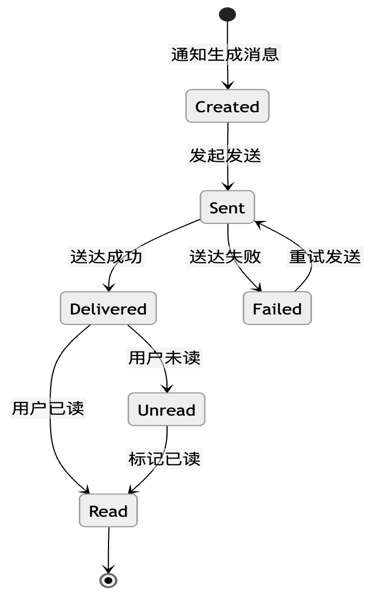 通知生成消息
Created
发起发送
Sent
送达成功
送达失败
重试发送
Delivered
Failed
用户未读
用户已读
Unread
标记已读
Read